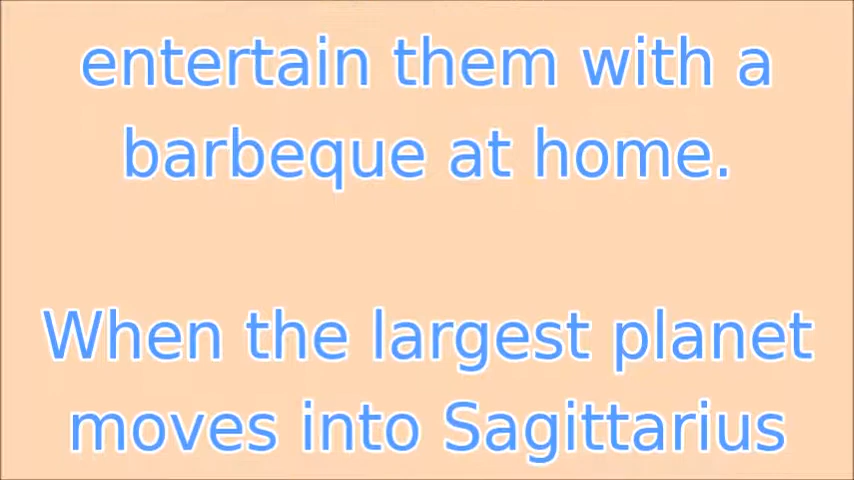 entertain them with a
barbeque at home.
When the largest planet
moves into Sagittarius